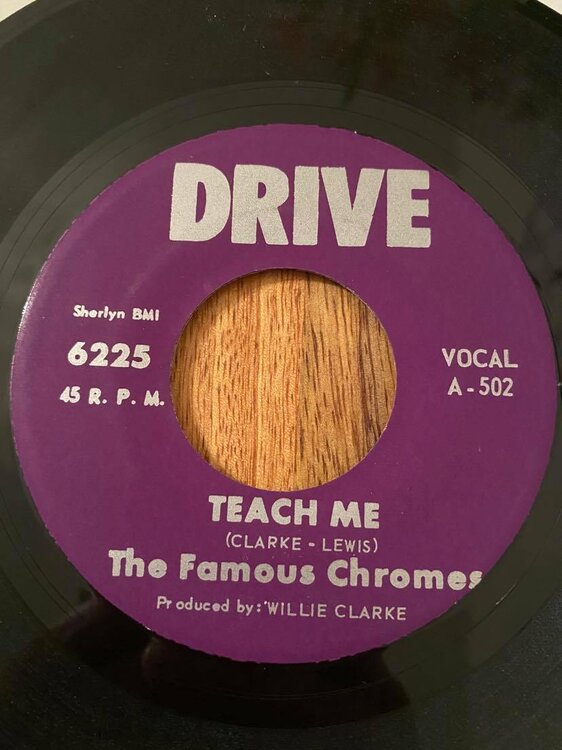 DRIVE
Sherlyn BMI
6225
45 R. P. M.
VOCAL
A - 502
TEACH ME
(CLARKE - LEWIS)
The Famous Chromes
Produced by: WILLIE CLARKE